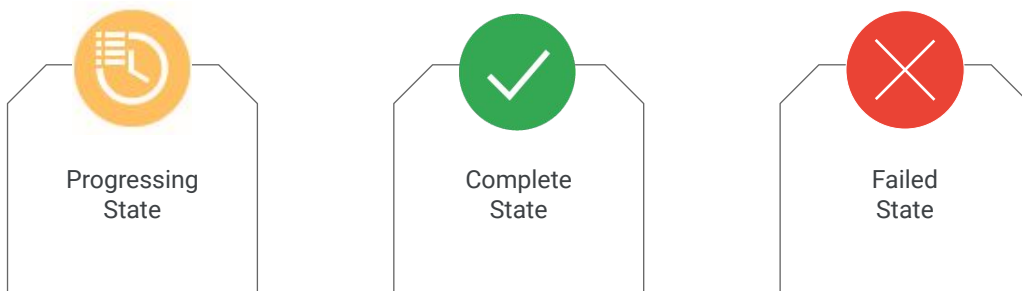 Progressing
State
Complete
State
Failed
State